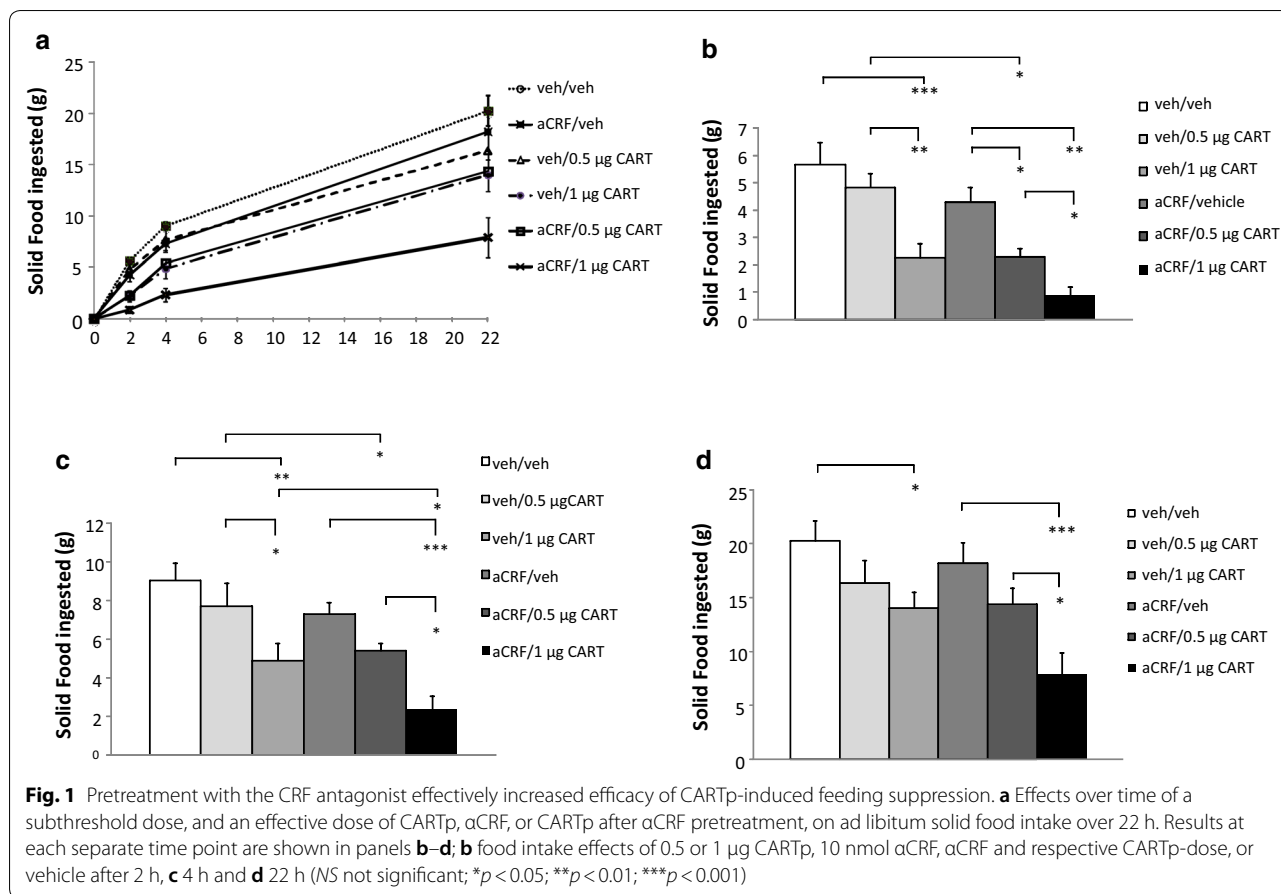 a
Solid Food ingested (g)
25
20
15
10
5
0
0 2 4 6 8 10 12 14 16 18 20 22
veh/veh
aCRF/veh
veh/0.5 µg CART
veh/1 µg CART
aCRF/0.5 µg CART
aCRF/1 µg CART
b
Solid Food ingested (g)
7
6
5
4
3
2
1
0
*
***
**
**
*
*
veh/veh
veh/0.5 µg CART
veh/1 µg CART
aCRF/vehicle
aCRF/0.5 µg CART
aCRF/1 µg CART
c
Solid Food ingested (g)
12
10
8
6
4
2
0
*
**
*
*
***
*
veh/veh
veh/0.5 µgCART
veh/1 µg CART
aCRF/veh
aCRF/0.5 µg CART
aCRF/1 µg CART
d
Solid Food ingested (g)
25
20
15
10
5
0
*
***
*
veh/veh
veh/0.5 µg CART
veh/1 µg CART
aCRF/veh
aCRF/0.5 µg CART
aCRF/1 µg CART
Fig. 1 Pretreatment with the CRF antagonist effectively increased efficacy of CARTp-induced feeding suppression. a Effects over time of a
subthreshold dose, and an effective dose of CARTp, αCRF, or CARTp after αCRF pretreatment, on ad libitum solid food intake over 22 h. Results at
each separate time point are shown in panels b–d; b food intake effects of 0.5 or 1 µg CARTp, 10 nmol αCRF, αCRF and respective CARTp-dose, or
vehicle after 2 h, c 4 h and d 22 h (NS not significant; *p < 0.05; **p < 0.01; ***p < 0.001)